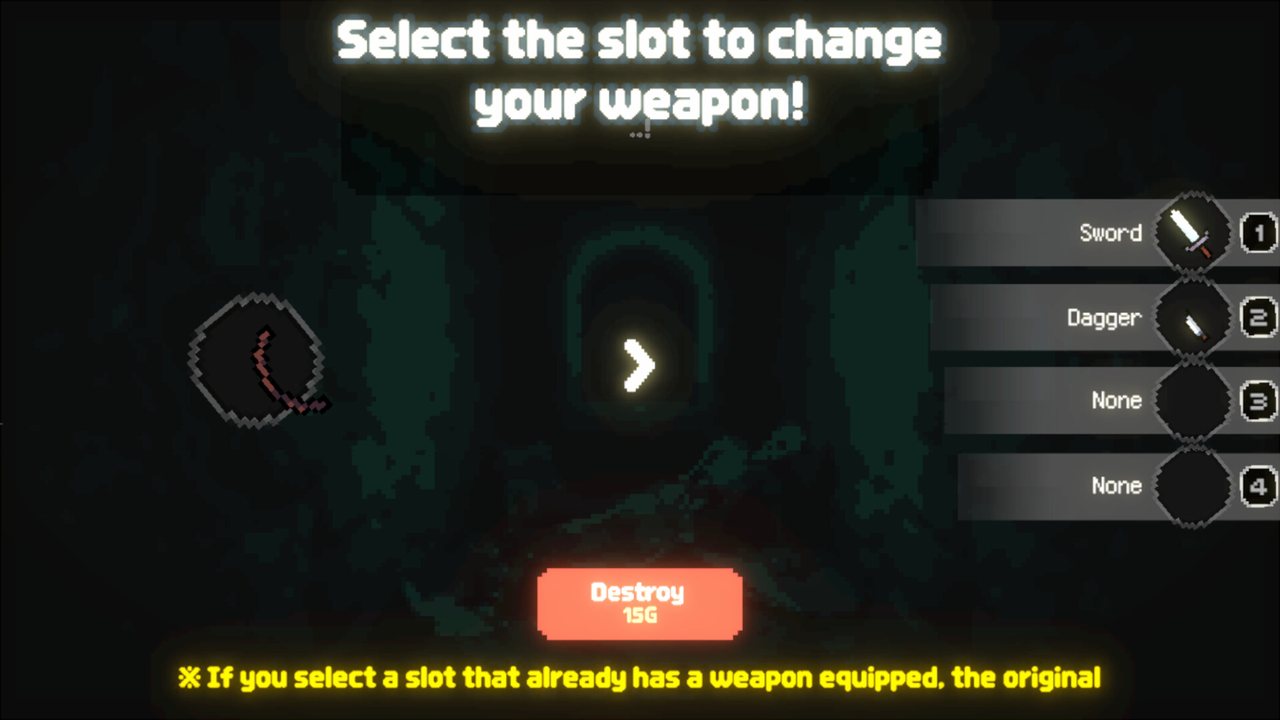 Select the slot to change
your weapon!
...!
Sword
1
Dagger
2
None
3
None
4
Destroy
15G
※ If you select a slot that already has a weapon equipped, the original